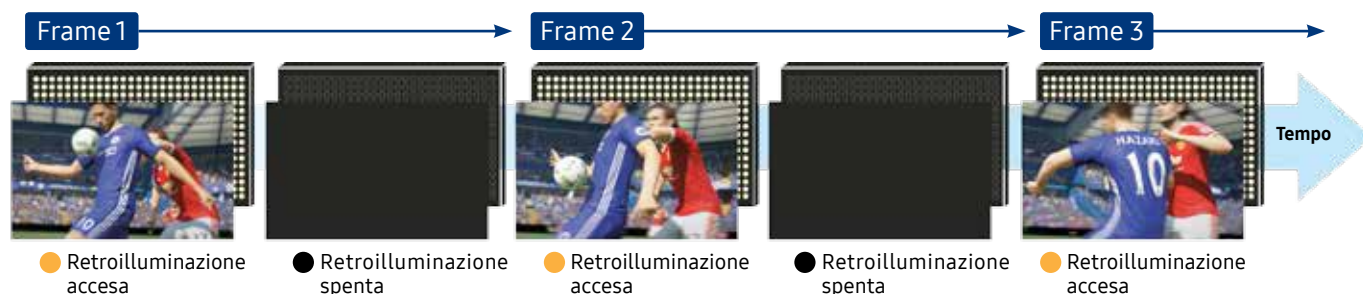 Frame 1
Frame 2
Frame 3
HAZARD
10
10
Tempo
Retroilluminazione
accesa
Retroilluminazione
spenta
Retroilluminazione
accesa
Retroilluminazione
spenta
Retroilluminazione
accesa